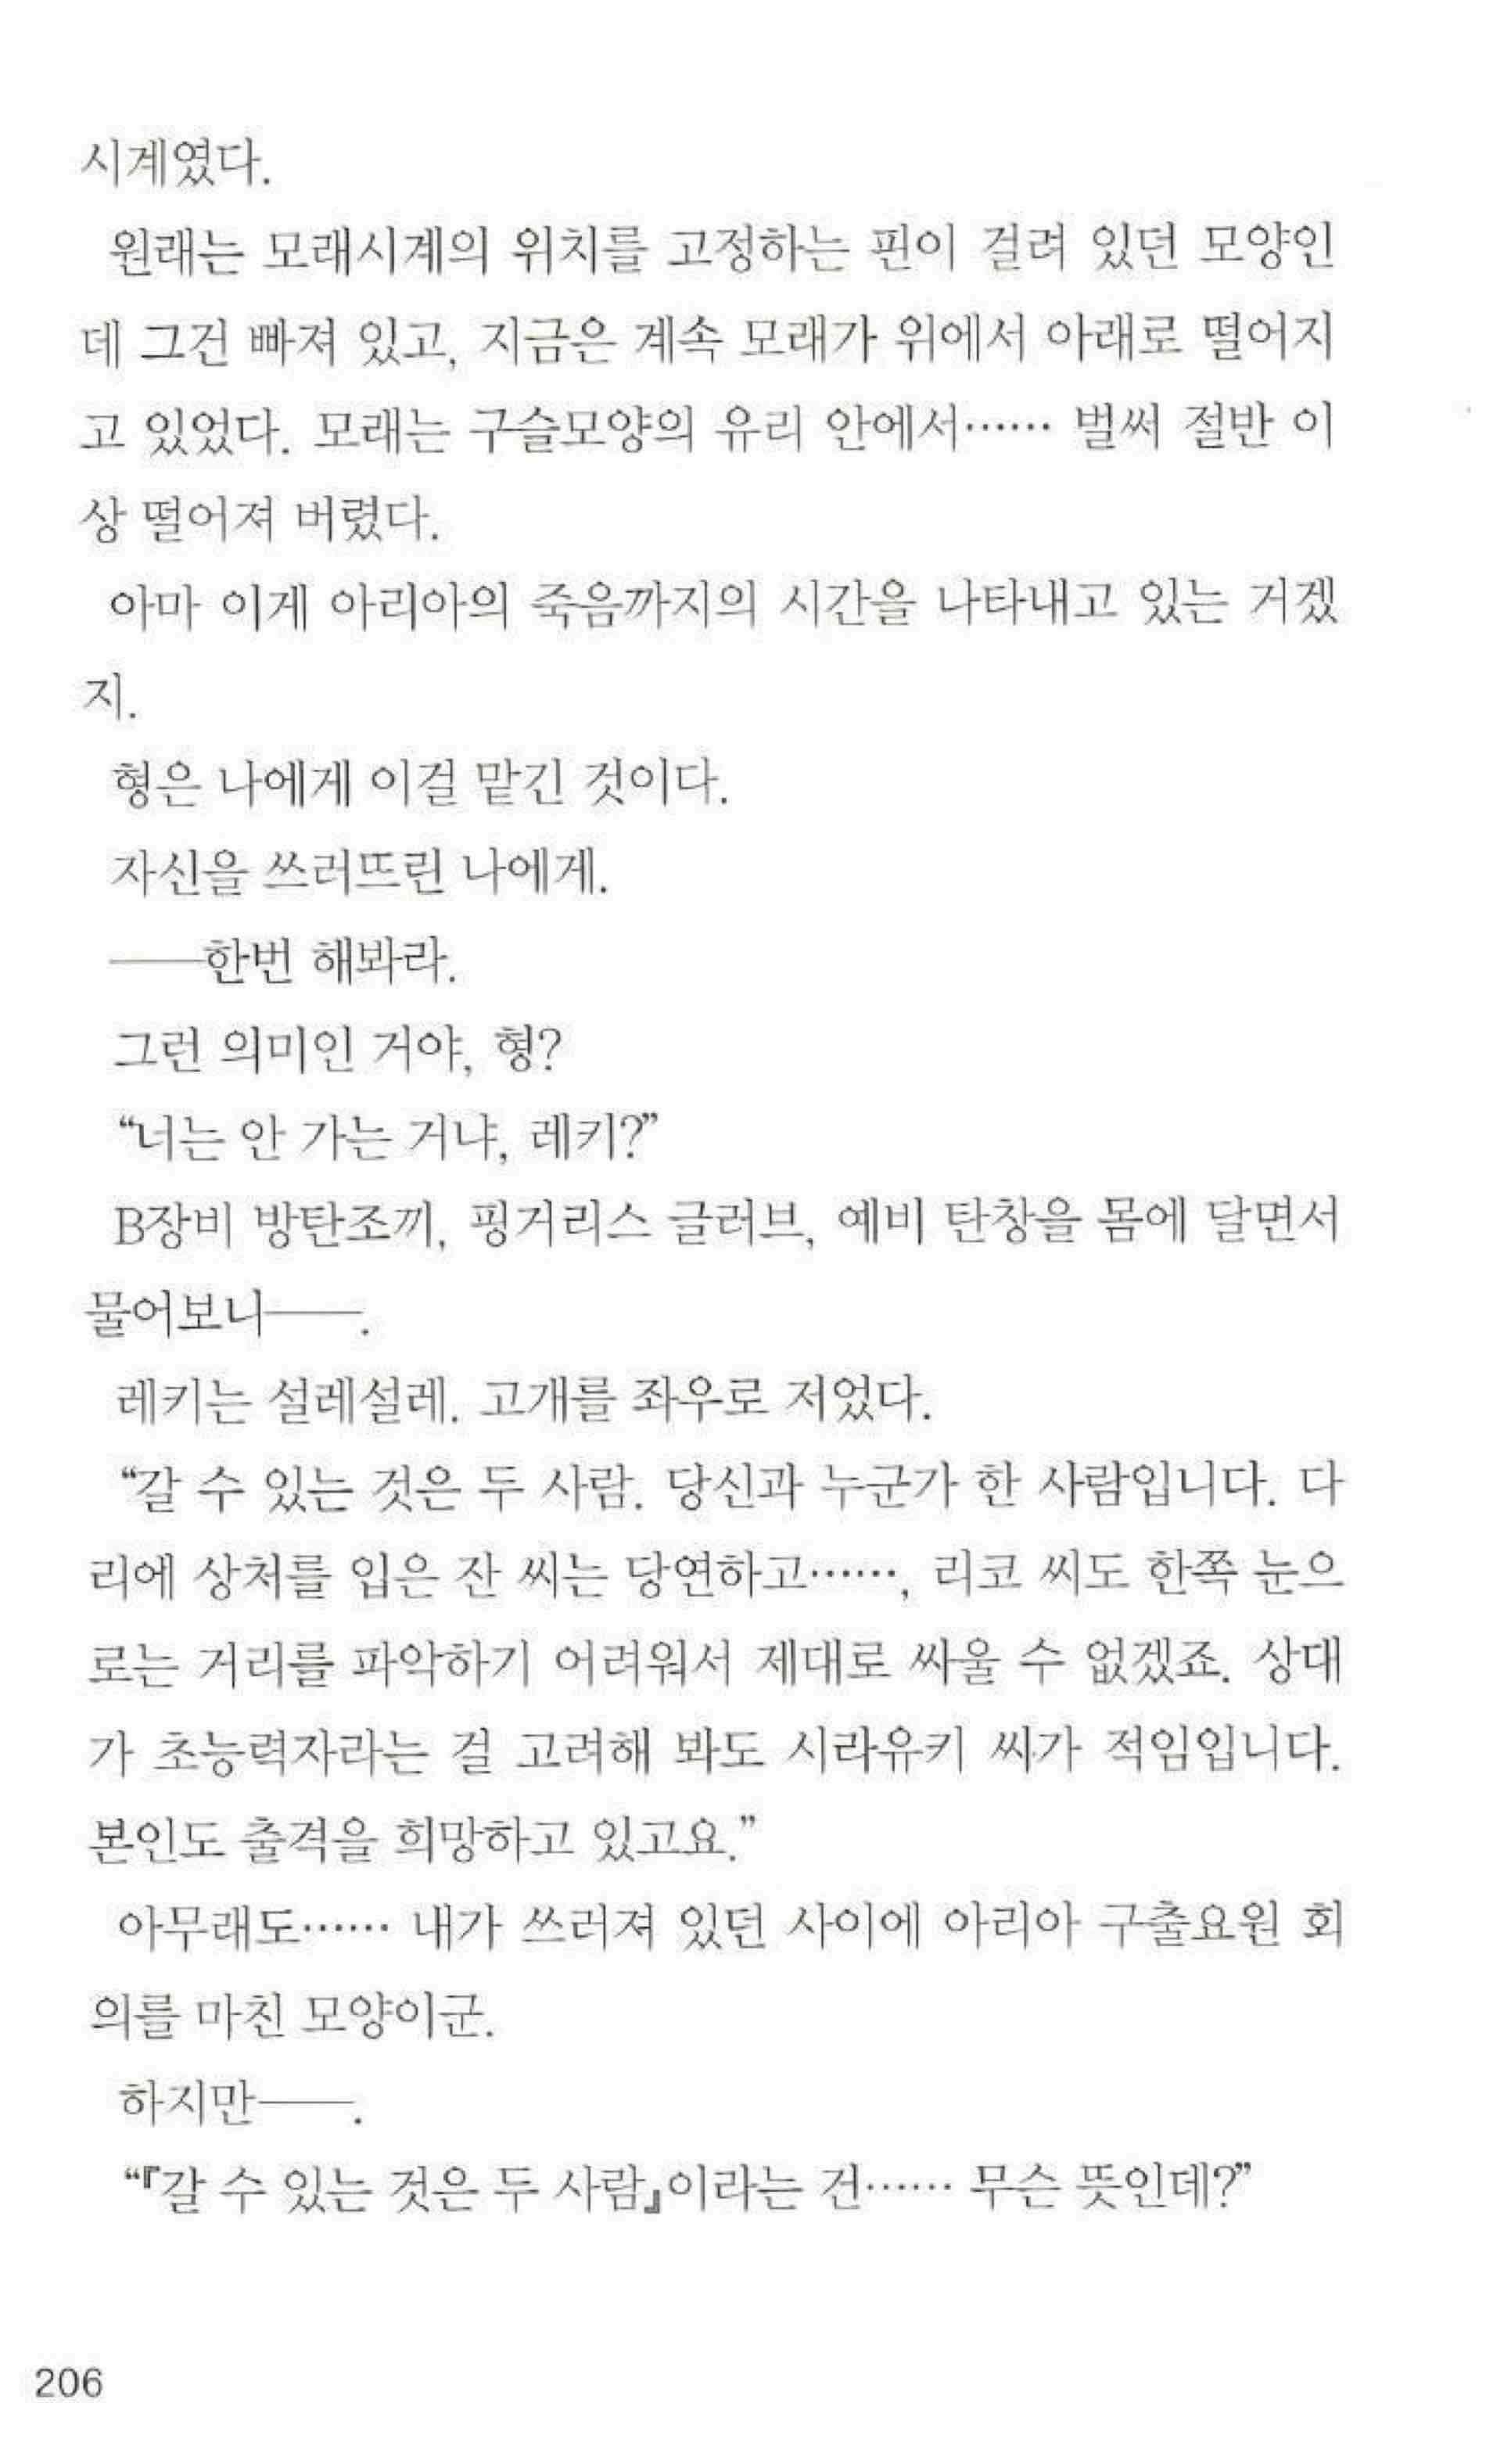 시계였다.
원래는 모래시계의 위치를 고정하는 핀이 걸려 있던 모양인
데 그건 빠져 있고, 지금은 계속 모래가 위에서 아래로 떨어지
고 있었다. 모래는 구슬모양의 유리 안에서…… 벌써 절반 이
상 떨어져 버렸다.
아마 이게 아리아의 죽음까지의 시간을 나타내고 있는 거겠
지.
형은 나에게 이걸 맡긴 것이다.
자신을 쓰러뜨린 나에게.
──한번 해봐라.
그런 의미인 거야, 형?
“너는 안 가는 거냐, 레키?”
B장비 방탄조끼, 핑거리스 글러브, 예비 탄창을 몸에 달면서
물어보니──.
레키는 설레설레. 고개를 좌우로 저었다.
“갈 수 있는 것은 두 사람. 당신과 누군가 한 사람입니다. 다
리에 상처를 입은 잔 씨는 당연하고……, 리코 씨도 한쪽 눈으
로는 거리를 파악하기 어려워서 제대로 싸울 수 없겠죠. 상대
가 초능력자라는 걸 고려해 봐도 시라유키 씨가 적임입니다.
본인도 출격을 희망하고 있고요.”
아무래도…… 내가 쓰러져 있던 사이에 아리아 구출요원 회
의를 마친 모양이군.
하지만──.
“『갈 수 있는 것은 두 사람』이라는 건…… 무슨 뜻인데?”
206